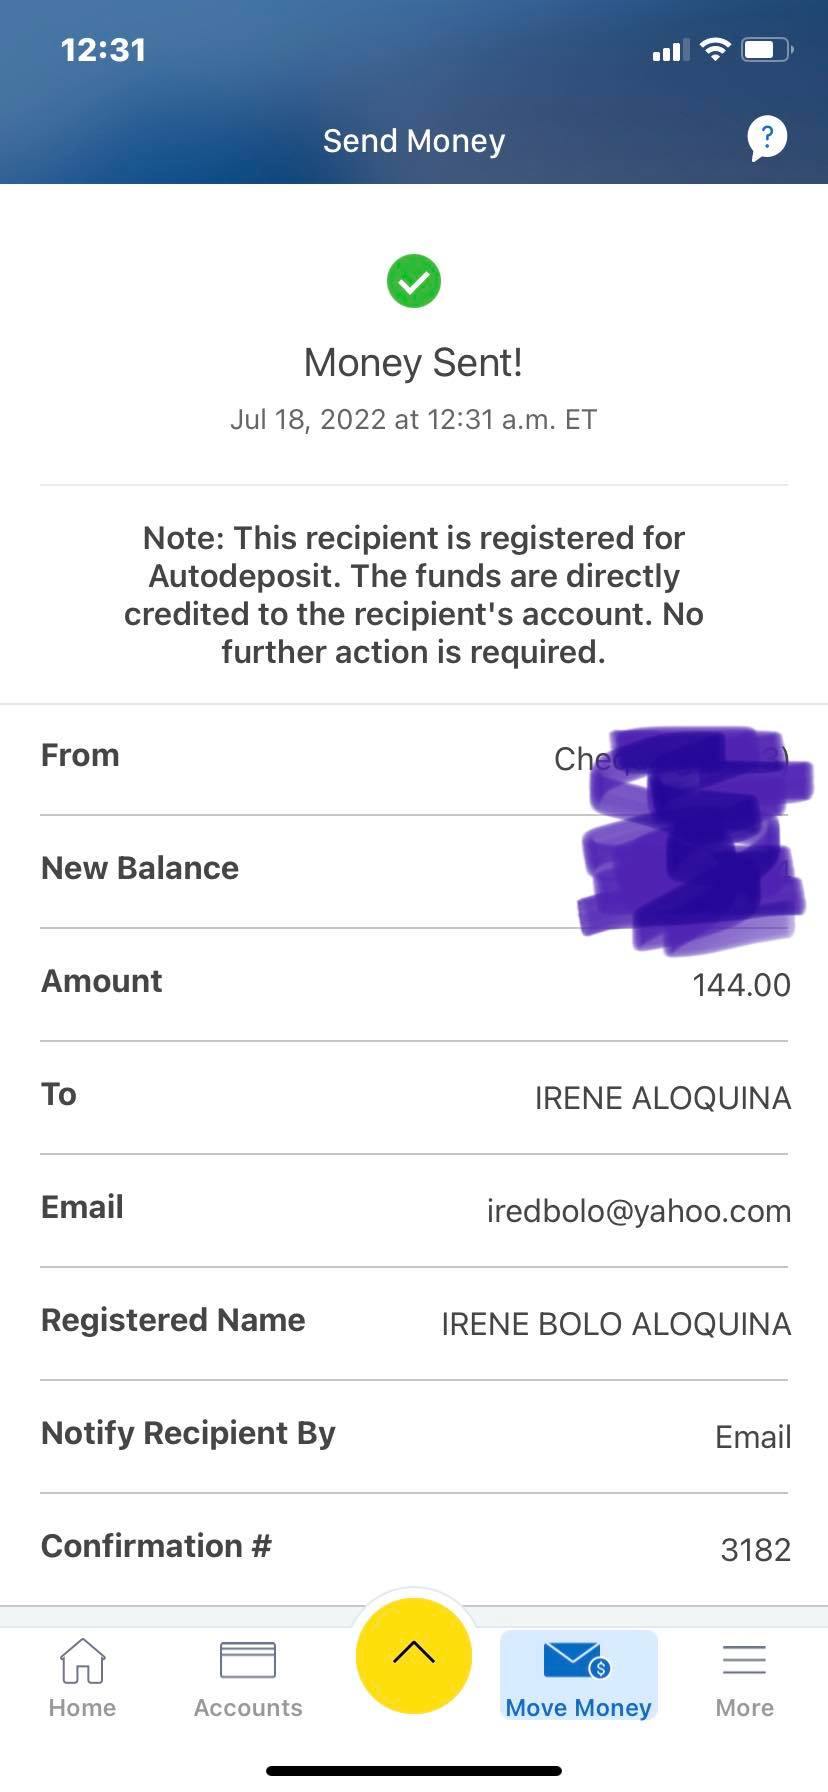 12:31
Send Money
?
Money Sent!
Jul 18, 2022 at 12:31 a.m. ET
Note: This recipient is registered for
Autodeposit. The funds are directly
credited to the recipient's account. No
further action is required.
From
New Balance
Amount 144.00
To IRENE ALOQUINA
Email iredbolo@yahoo.com
Registered Name IRENE BOLO ALOQUINA
Notify Recipient By Email
Confirmation # 3182
$
Home Accounts Move Money More